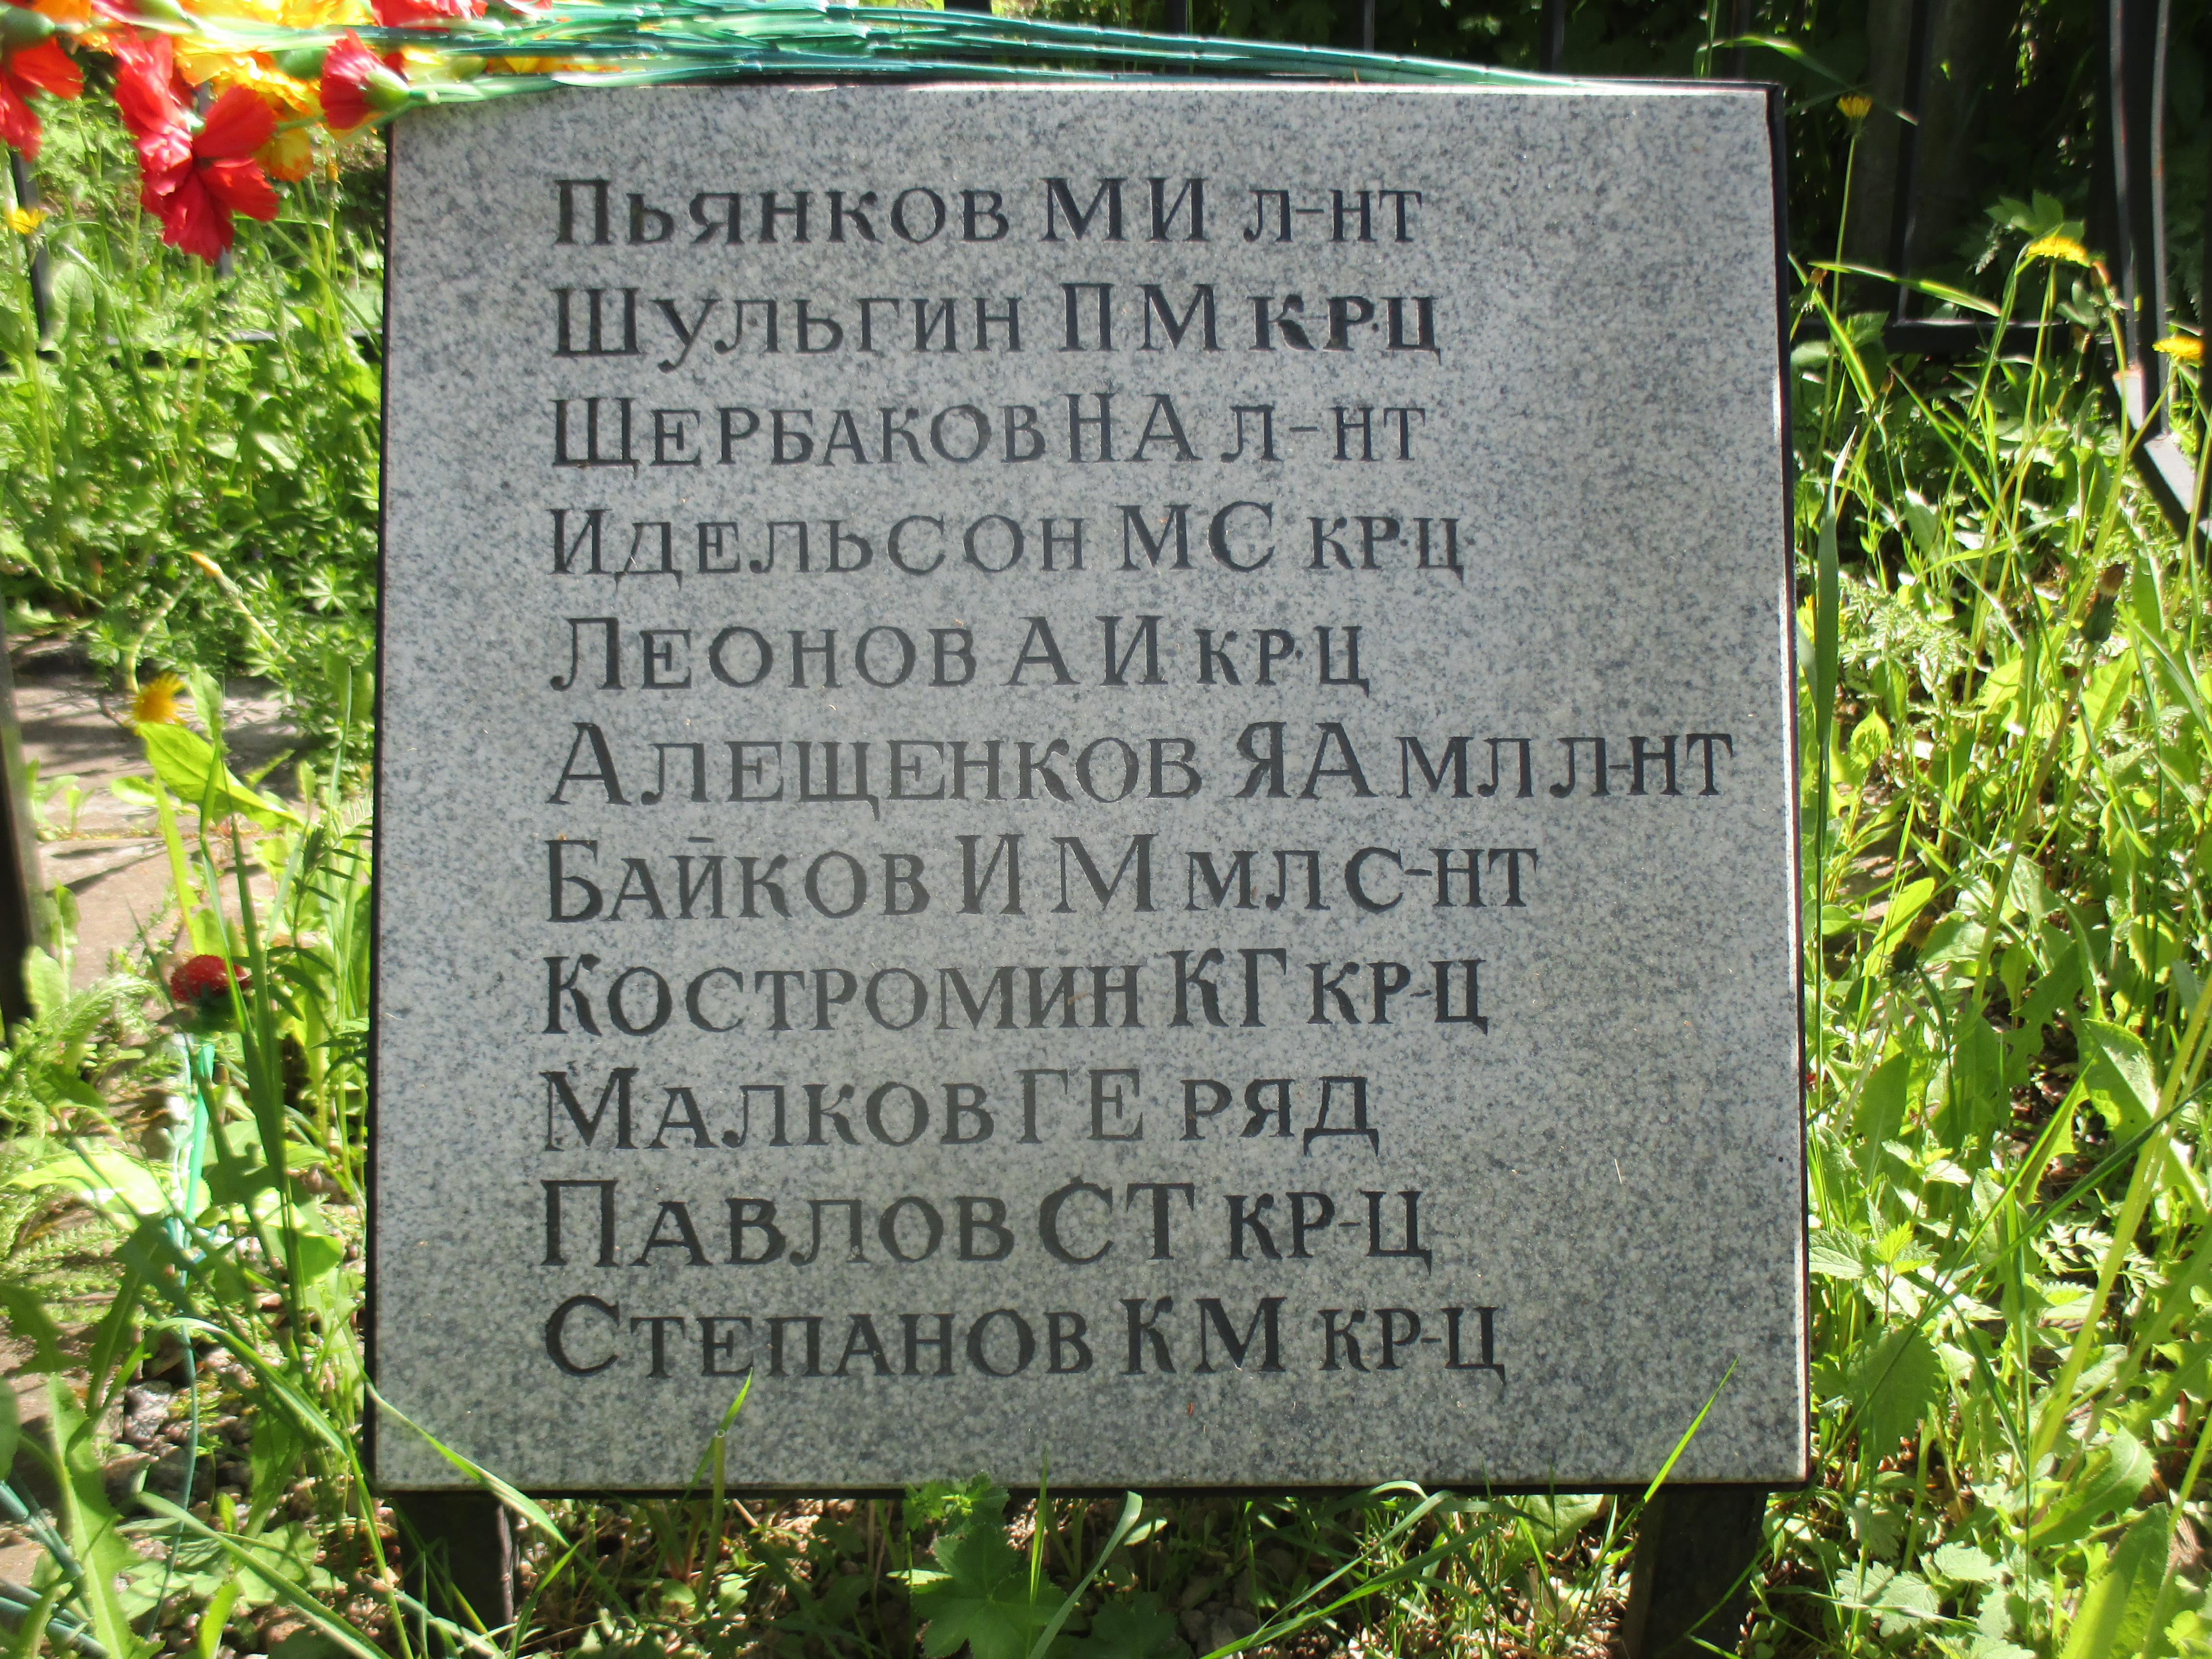 Пьянков М И л-нт
Шульгин П М кр.ц
Щербаков Н А л-нт
Идельсон М С кр.ц
Леонов А И кр.ц
Алещенков Я А мл л-нт
Байков И М мл с-нт
Костромин К Г кр-ц
Малков Г Е ряд
Павлов С Т кр-ц
Степанов К М кр-ц